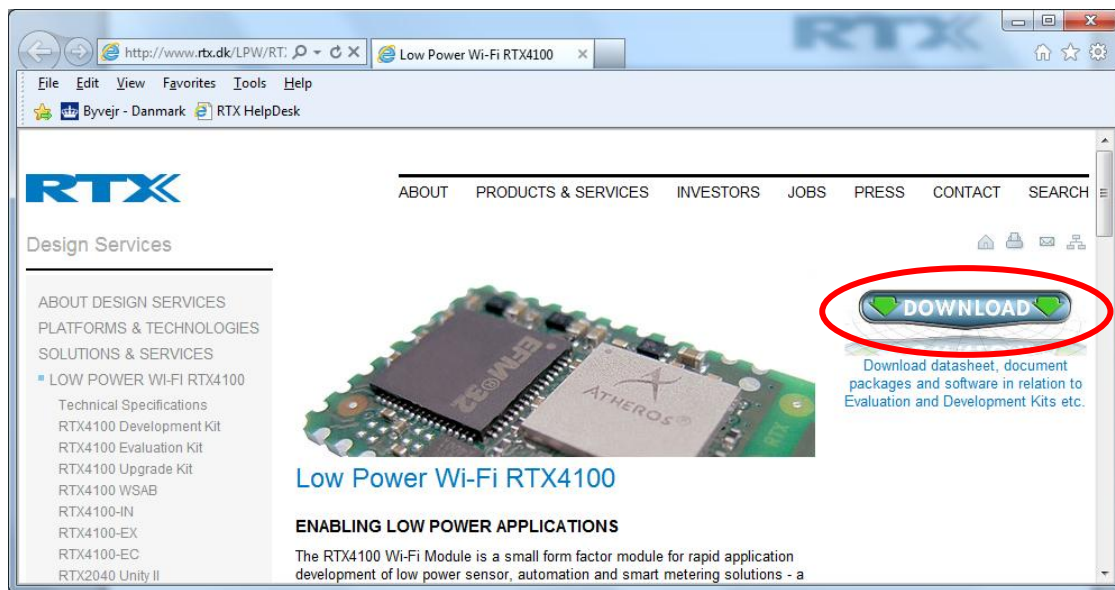 RTX
http://www.rtx.dk/LPW/RT:
Low Power Wi-Fi RTX4100
File Edit View Favorites Tools Help
Byvejr - Danmark RTX HelpDesk
RTX
ABOUT PRODUCTS & SERVICES INVESTORS JOBS PRESS CONTACT SEARCH
Design Services
ABOUT DESIGN SERVICES
PLATFORMS & TECHNOLOGIES
SOLUTIONS & SERVICES
LOW POWER WI-FI RTX4100
Technical Specifications
RTX4100 Development Kit
RTX4100 Evaluation Kit
RTX4100 Upgrade Kit
RTX4100 WSAB
RTX4100-IN
RTX4100-EX
RTX4100-EC
RTX2040 Unity II
EFM®32
ATHEROS®
RTX
DOWNLOAD
Download datasheet, document
packages and software in relation to
Evaluation and Development Kits etc.
Low Power Wi-Fi RTX4100
ENABLING LOW POWER APPLICATIONS
The RTX4100 Wi-Fi Module is a small form factor module for rapid application
development of low power sensor, automation and smart metering solutions - a